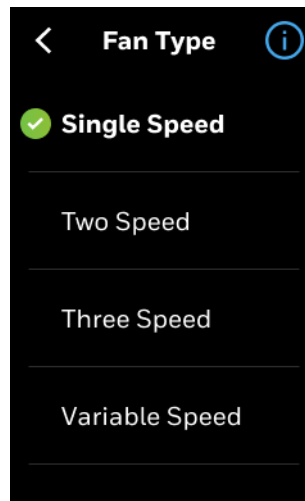 Fan Type
Single Speed
Two Speed
Three Speed
Variable Speed